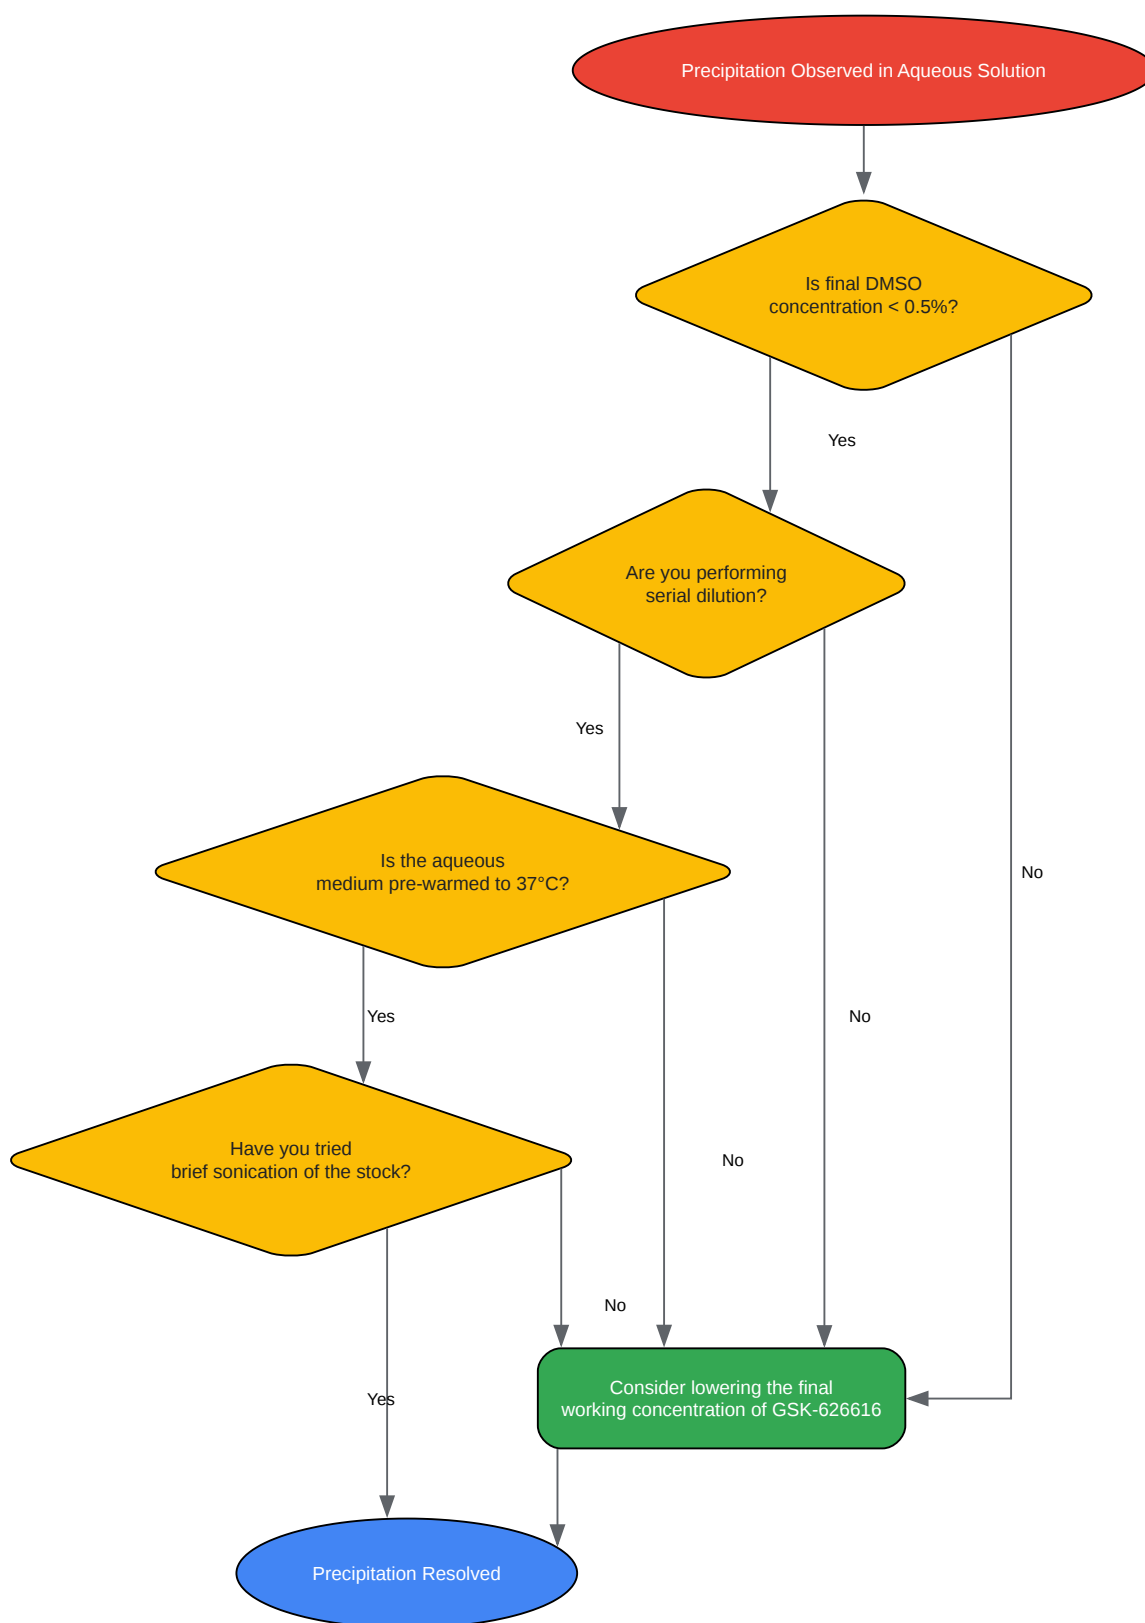 Precipitation Observed in Aqueous Solution
Is final DMSO
concentration < 0.5%?
Yes
Are you performing
serial dilution?
Yes
Is the aqueous
medium pre-warmed to 37°C?
No
Yes
No
Have you tried
brief sonication of the stock?
No
No
Consider lowering the final
working concentration of GSK-626616
Yes
Precipitation Resolved